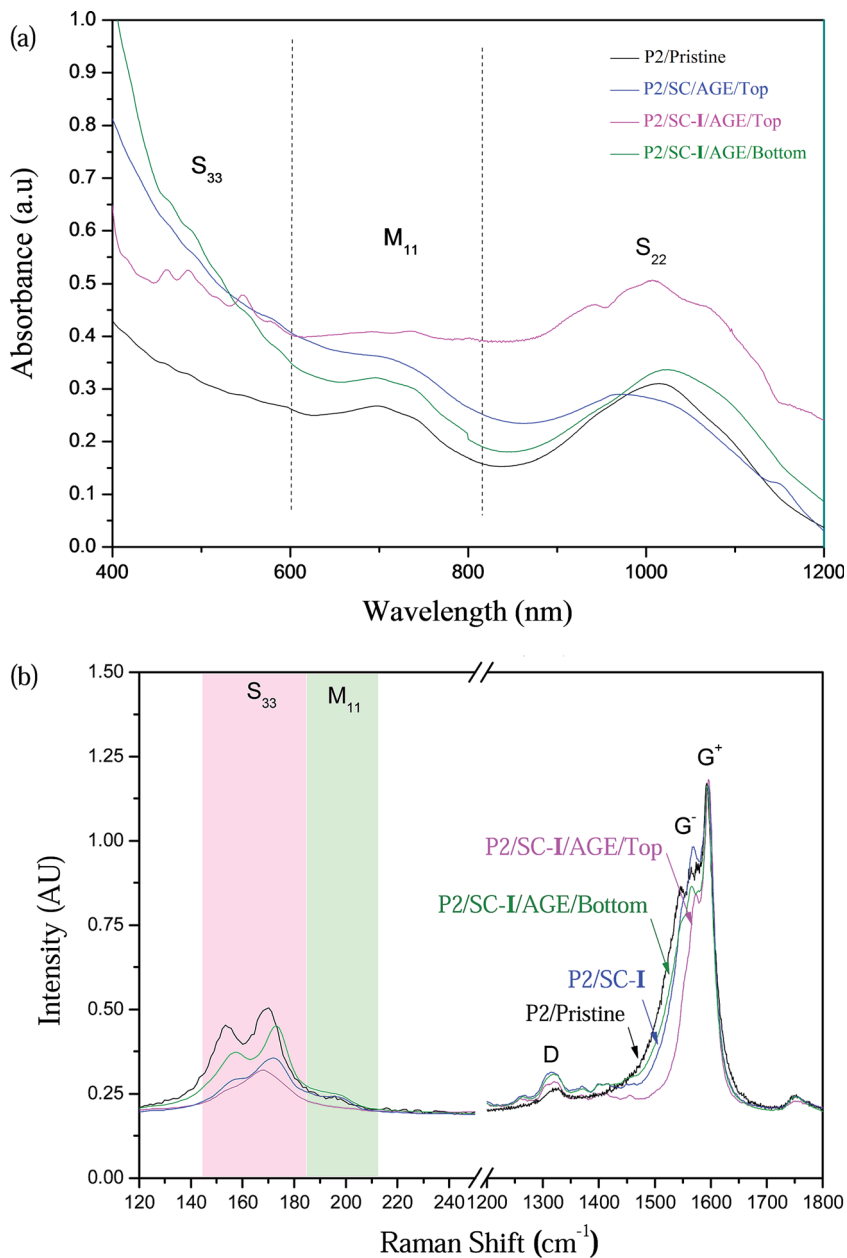 (a)
1.0
0.9
0.8
0.7
0.6
0.5
0.4
0.3
0.2
0.1
0.0
Absorbance (a.u)
P2/Pristine
P2/SC/AGE/Top
P2/SC-I/AGE/Top
P2/SC-I/AGE/Bottom
S33
M11
S22
400 600 800 1000 1200
Wavelength (nm)
(b)
1.50
1.25
1.00
0.75
0.50
0.25
0.00
Intensity (AU)
S33
M11
G+
G-
P2/SC-I/AGE/Top
P2/SC-I/AGE/Bottom
P2/SC-I
P2/Pristine
D
120 140 160 180 200 220 240 1200 1300 1400 1500 1600 1700 1800
Raman Shift (cm-1)